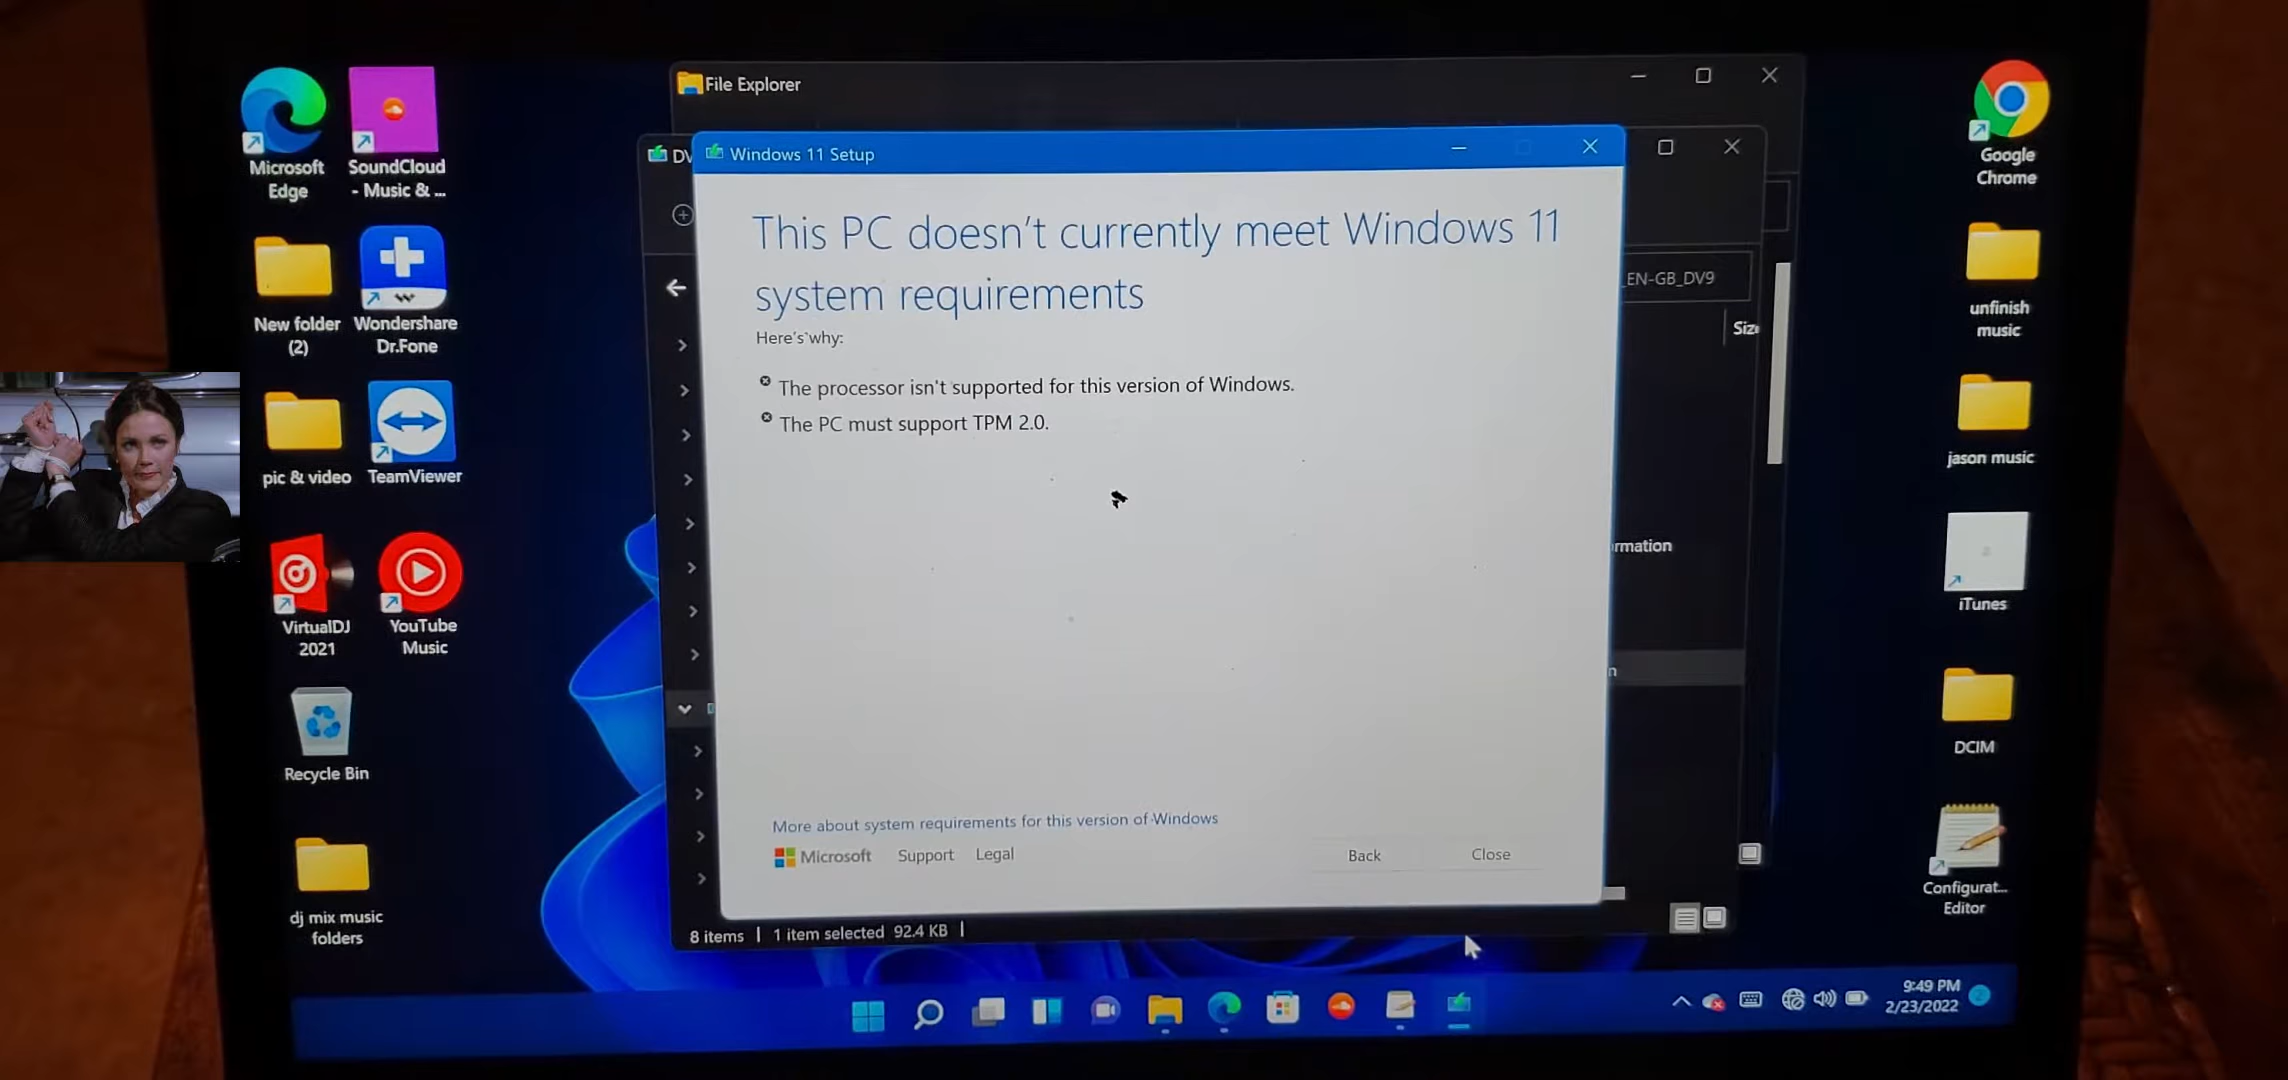 Microsoft
Edge
SoundCloud
- Music & ...
New folder
(2)
Wondershare
Dr.Fone
pic & video
TeamViewer
VirtualDJ
2021
YouTube
Music
Recycle Bin
dj mix music
folders
File Explorer
DV
Windows 11 Setup
This PC doesn't currently meet Windows 11
system requirements
Here's why:
The processor isn't supported for this version of Windows.
The PC must support TPM 2.0.
More about system requirements for this version of Windows
Microsoft Support Legal
Back Close
_EN-GB_DV9
rmation
n
8 items 1 item selected 92.4 KB
Google
Chrome
unfinish
music
jason music
iTunes
DCIM
Configurat...
Editor
9:49 PM
2/23/2022